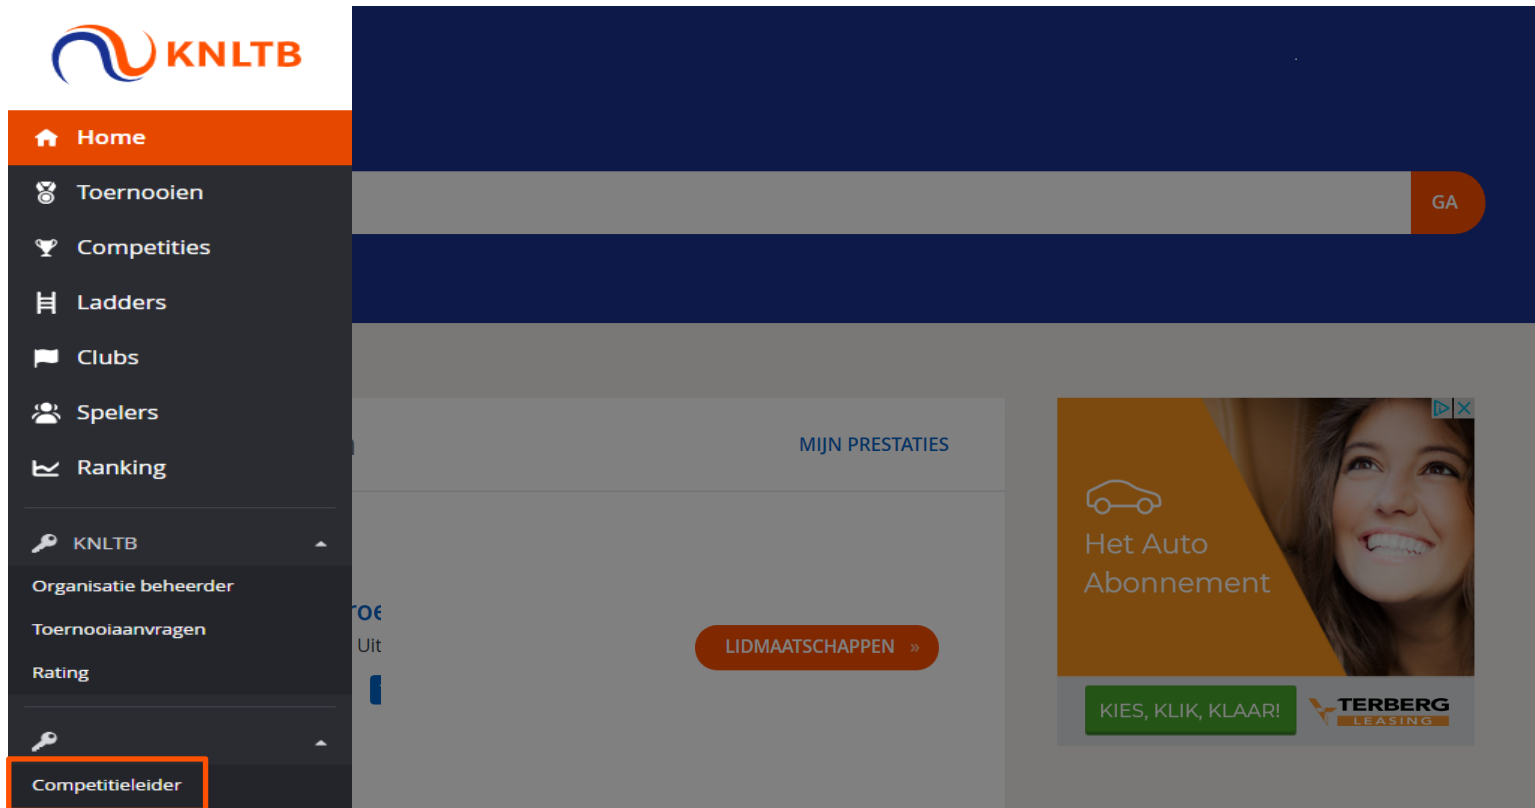 KNLTB
Home
Toernooien
Competities
Ladders
Clubs
Spelers
Ranking
KNLTB
Organisatie beheerder
Toernooiaanvragen
Rating
Competitieleider
GA
MIJN PRESTATIES
Uit
LIDMAATSCHAPPEN »
Het Auto
Abonnement
KIES, KLIK, KLAAR!
TERBERG
LEASING